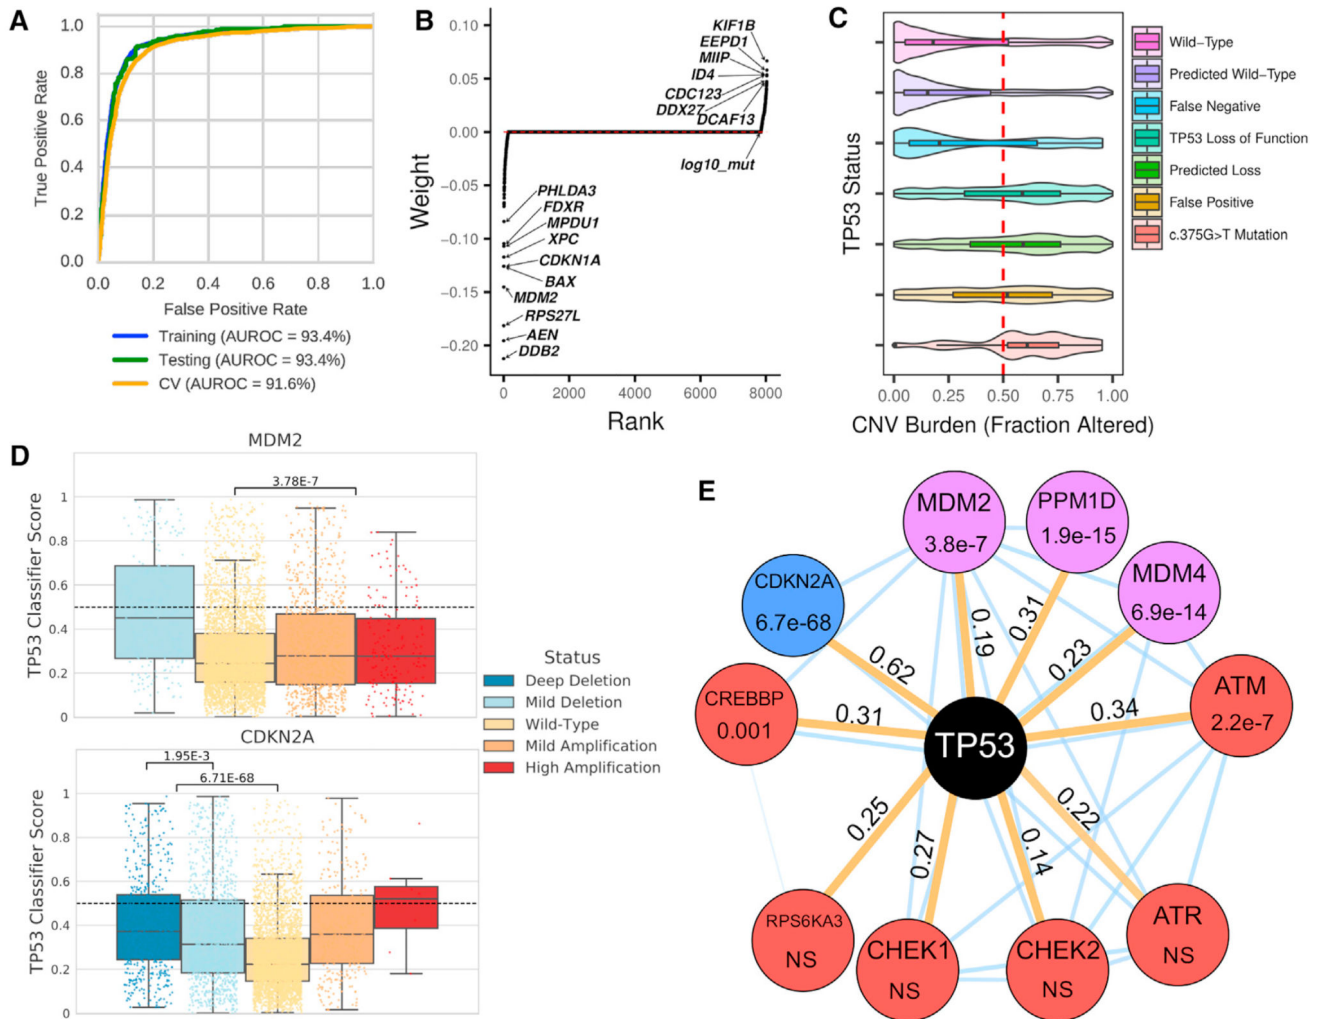 A
1.0
0.8
0.6
0.4
0.2
0.0
True Positive Rate
0.0 0.2 0.4 0.6 0.8 1.0
False Positive Rate
Training (AUROC = 93.4%)
Testing (AUROC = 93.4%)
CV (AUROC = 91.6%)
B
0.10
0.05
0.00
−0.05
−0.10
−0.15
−0.20
Weight
KIF1B
EEPD1
MIIP
ID4
CDC123
DDX27
DCAF13
log10_mut
PHLDA3
FDXR
MPDU1
XPC
CDKN1A
BAX
MDM2
RPS27L
AEN
DDB2
0 2000 4000 6000 8000
Rank
C
TP53 Status
0.00 0.25 0.50 0.75 1.00
CNV Burden (Fraction Altered)
Wild−Type
Predicted Wild−Type
False Negative
TP53 Loss of Function
Predicted Loss
False Positive
c.375G>T Mutation
D
MDM2
3.78E-7
1
0.8
0.6
0.4
0.2
0
TP53 Classifier Score
CDKN2A
1.95E-3
6.71E-68
1
0.8
0.6
0.4
0.2
0
TP53 Classifier Score
Status
Deep Deletion
Mild Deletion
Wild-Type
Mild Amplification
High Amplification
E
MDM2
3.8e-7
PPM1D
1.9e-15
MDM4
6.9e-14
CDKN2A
6.7e-68
CREBBP
0.001
ATM
2.2e-7
TP53
0.19
0.31
0.23
0.62
0.31
0.34
0.25
0.27
0.14
0.22
RPS6KA3
NS
CHEK1
NS
CHEK2
NS
ATR
NS